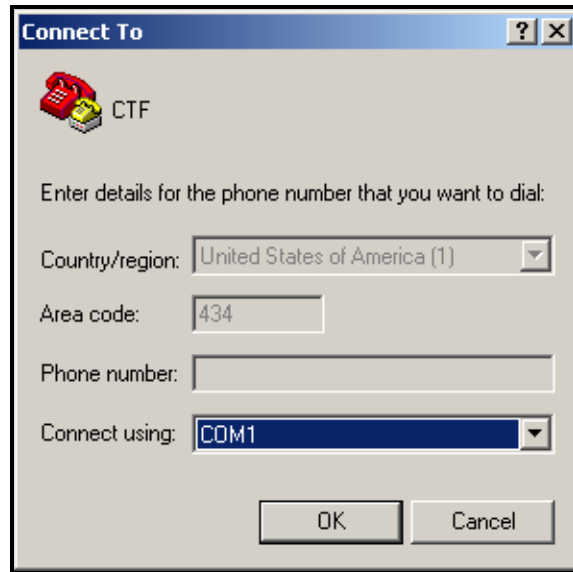 Connect To
CTF
Enter details for the phone number that you want to dial:
Country/region: United States of America (1)
Area code: 434
Phone number:
Connect using: COM1
OK Cancel